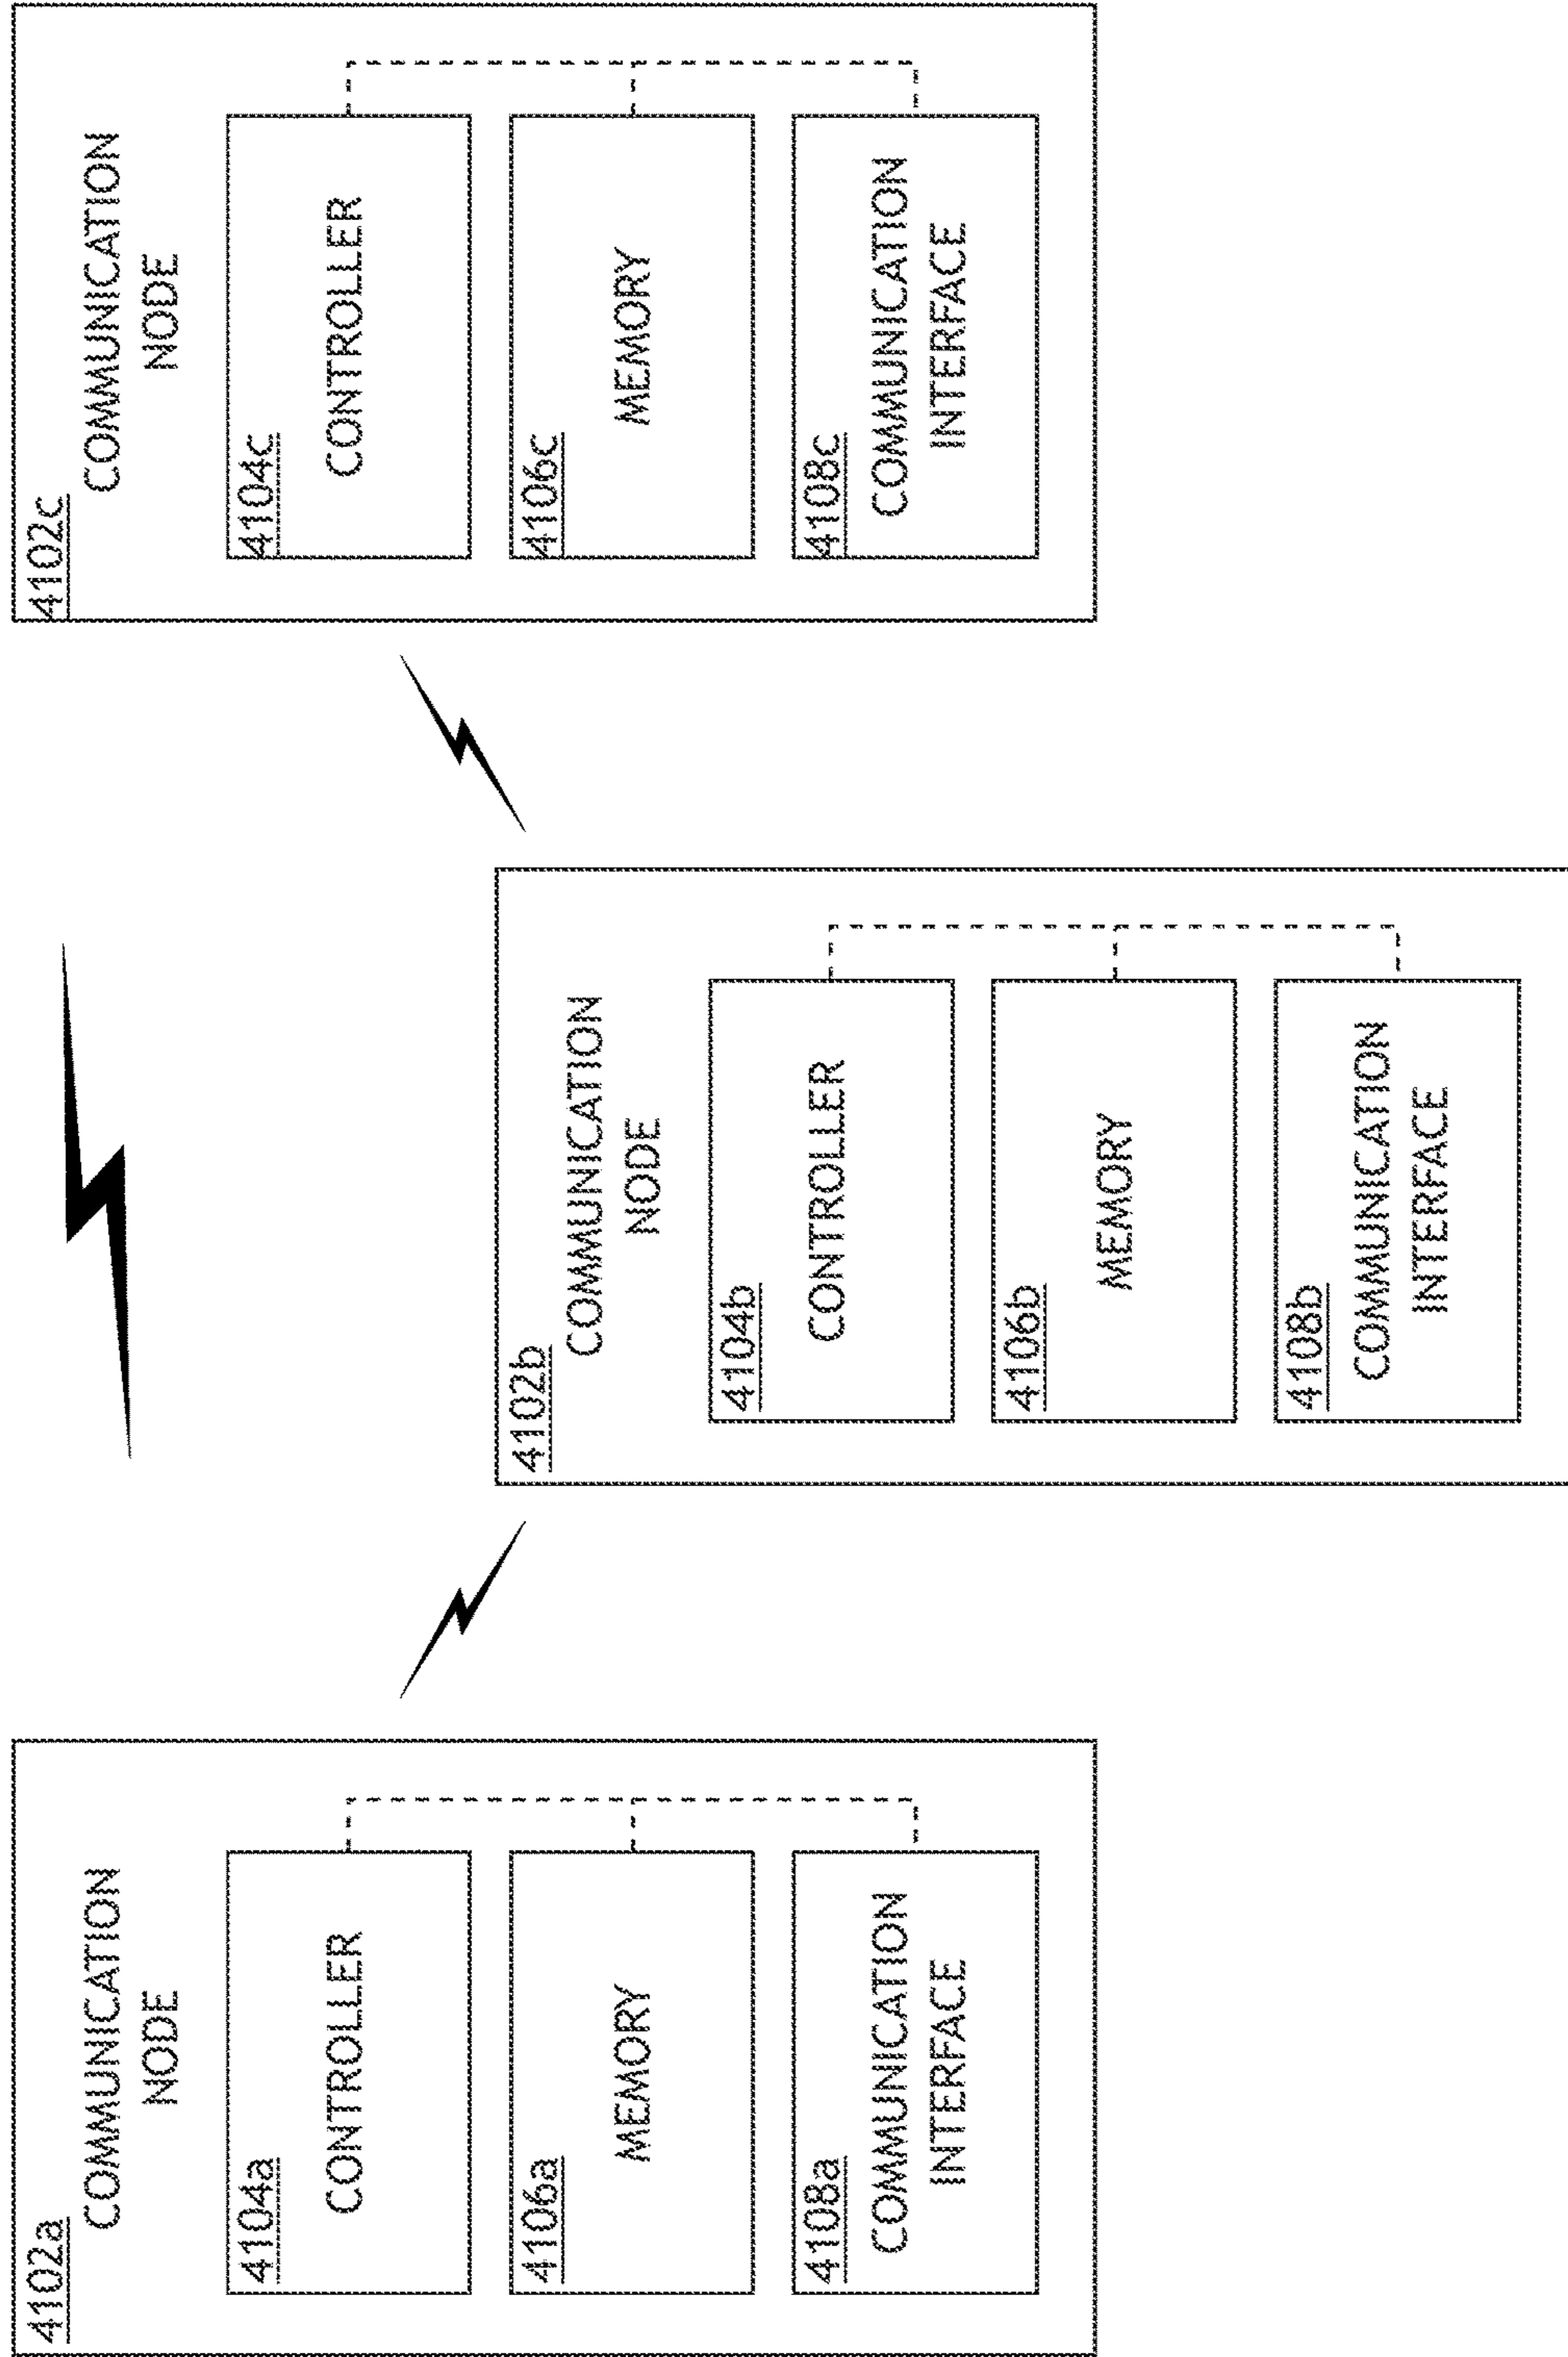 4102a
COMMUNICATION
NODE
4104a
CONTROLLER
4106a
MEMORY
4108a
COMMUNICATION
INTERFACE
4102b
COMMUNICATION
NODE
4104b
CONTROLLER
4106b
MEMORY
4108b
COMMUNICATION
INTERFACE
4102c
COMMUNICATION
NODE
4104c
CONTROLLER
4106c
MEMORY
4108c
COMMUNICATION
INTERFACE